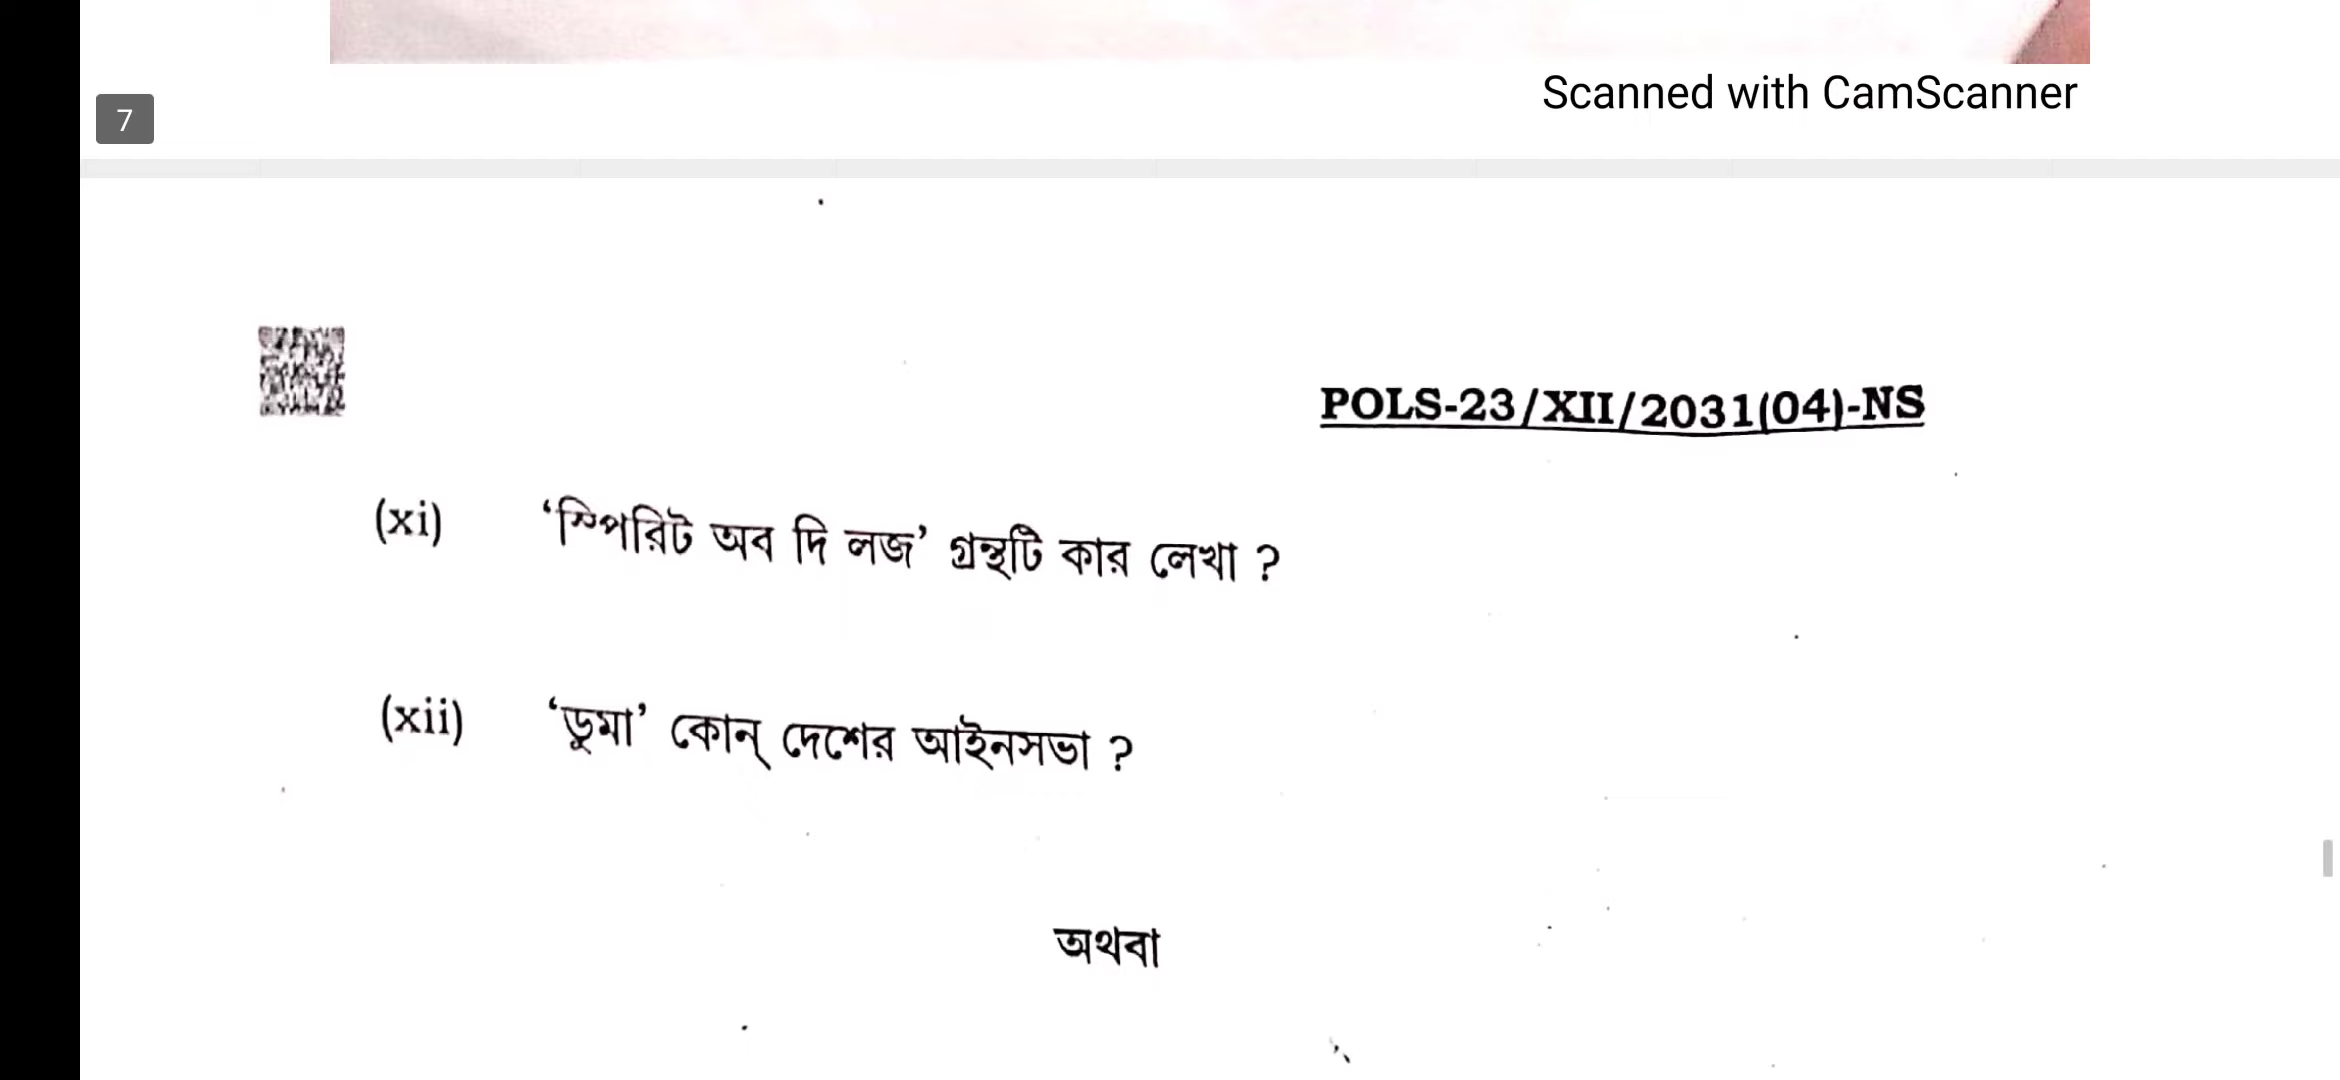 Scanned with CamScanner
7
POLS-23/XII/2031(04)-NS
(xi) ‘স্পিরিট অব দি লজ’ গ্রন্থটি কার লেখা ?
(xii) ‘ডুমা’ কোন্ দেশের আইনসভা ?
অথবা